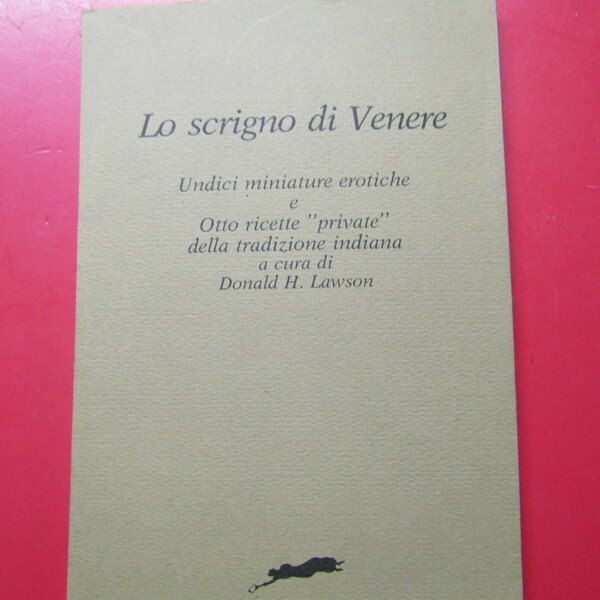 Lo scrigno di Venere
Undici miniature erotiche
e
Otto ricette "private"
della tradizione indiana
a cura di
Donald H. Lawson